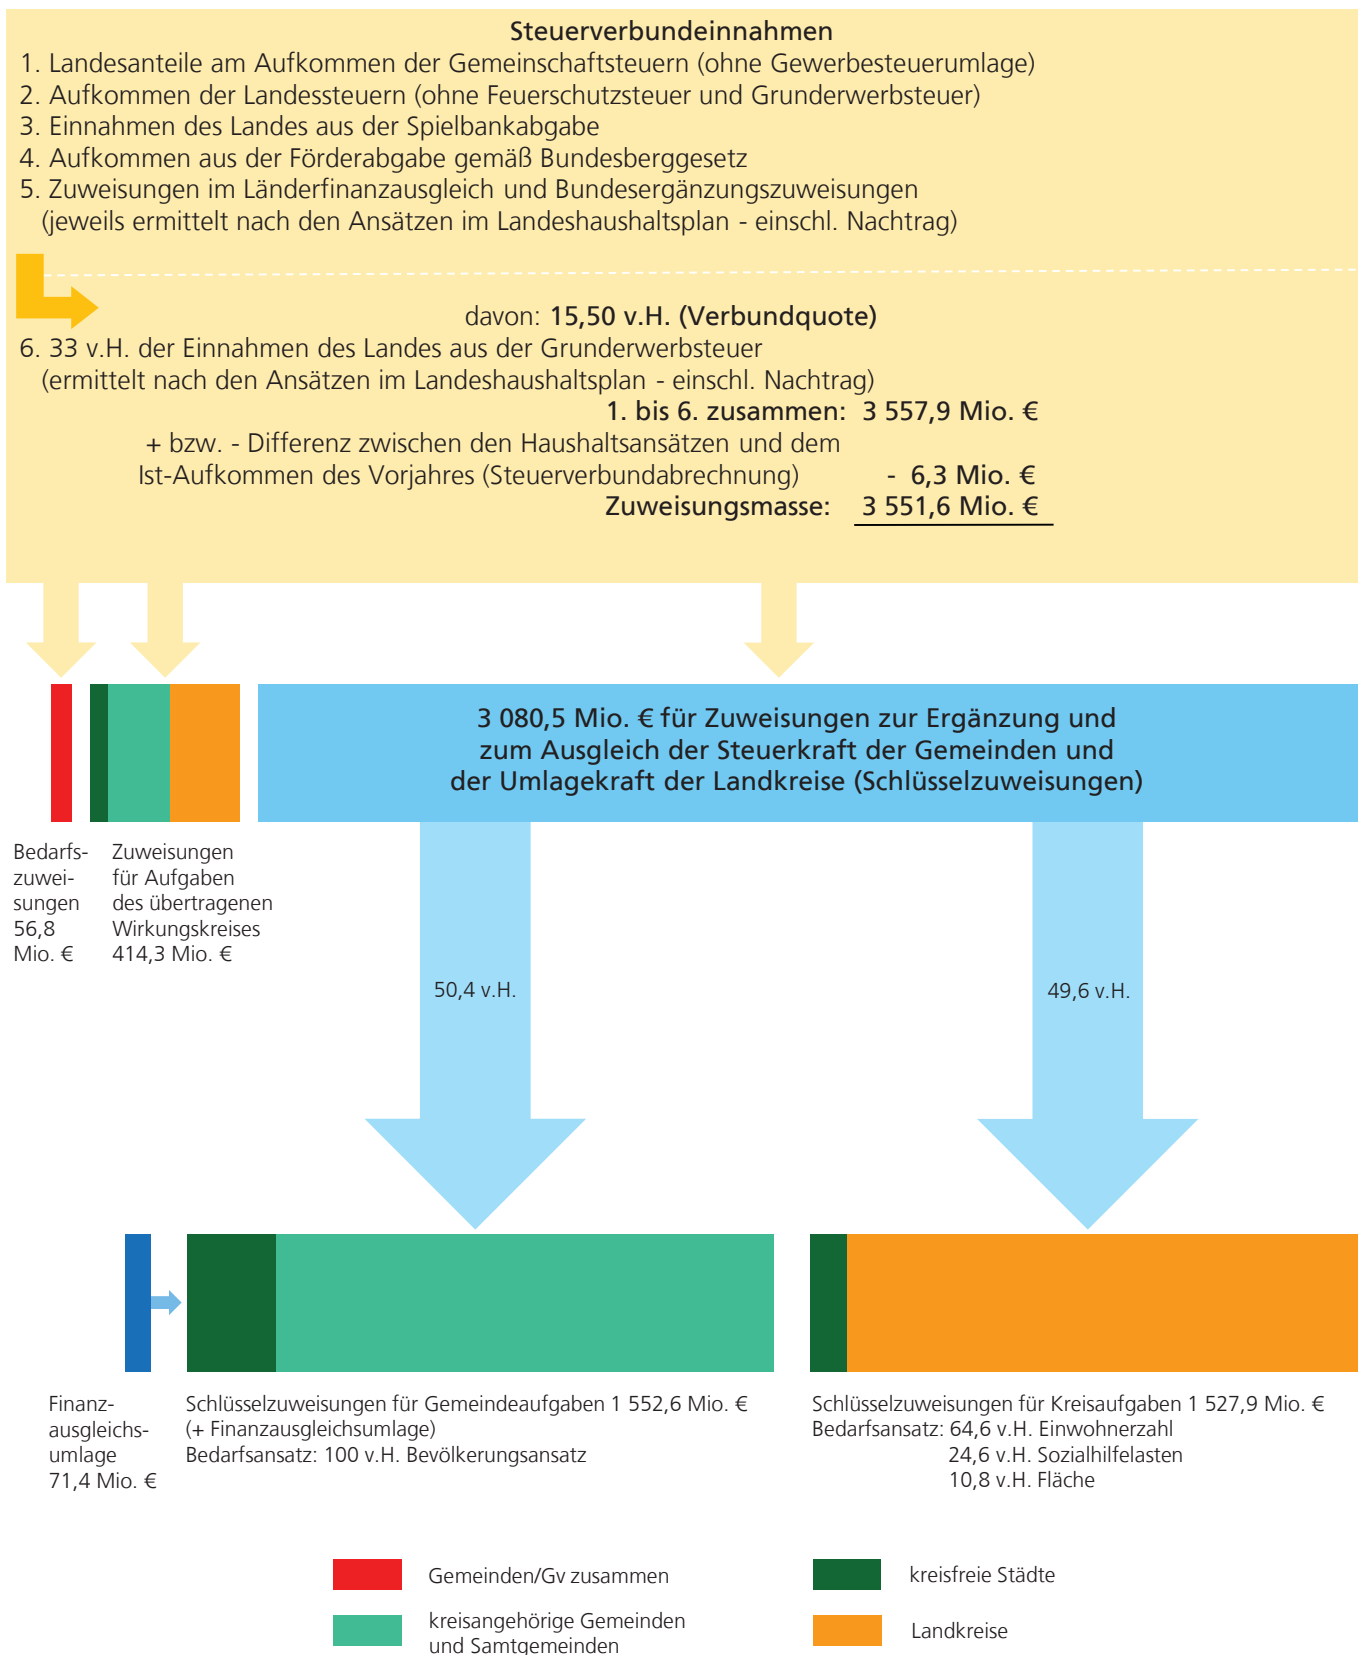 Steuerverbundeinnahmen
1. Landesanteile am Aufkommen der Gemeinschaftsteuern (ohne Gewerbesteuerumlage)
2. Aufkommen der Landessteuern (ohne Feuerschutzsteuer und Grunderwerbsteuer)
3. Einnahmen des Landes aus der Spielbankabgabe
4. Aufkommen aus der Förderabgabe gemäß Bundesberggesetz
5. Zuweisungen im Länderfinanzausgleich und Bundesergänzungszuweisungen
(jeweils ermittelt nach den Ansätzen im Landeshaushaltsplan - einschl. Nachtrag)
davon: 15,50 v.H. (Verbundquote)
6. 33 v.H. der Einnahmen des Landes aus der Grunderwerbsteuer
(ermittelt nach den Ansätzen im Landeshaushaltsplan - einschl. Nachtrag)
1. bis 6. zusammen: 3 557,9 Mio. €
+ bzw. - Differenz zwischen den Haushaltsansätzen und dem
Ist-Aufkommen des Vorjahres (Steuerverbundabrechnung) - 6,3 Mio. €
Zuweisungsmasse: 3 551,6 Mio. €
3 080,5 Mio. € für Zuweisungen zur Ergänzung und
zum Ausgleich der Steuerkraft der Gemeinden und
der Umlagekraft der Landkreise (Schlüsselzuweisungen)
Bedarfs-
zuwei-
sungen
56,8
Mio. €
Zuweisungen
für Aufgaben
des übertragenen
Wirkungskreises
414,3 Mio. €
50,4 v.H.
49,6 v.H.
Finanz-
ausgleichs-
umlage
71,4 Mio. €
Schlüsselzuweisungen für Gemeindeaufgaben 1 552,6 Mio. €
(+ Finanzausgleichsumlage)
Bedarfsansatz: 100 v.H. Bevölkerungsansatz
Schlüsselzuweisungen für Kreisaufgaben 1 527,9 Mio. €
Bedarfsansatz: 64,6 v.H. Einwohnerzahl
24,6 v.H. Sozialhilfelasten
10,8 v.H. Fläche
Gemeinden/Gv zusammen
kreisfreie Städte
kreisangehörige Gemeinden
und Samtgemeinden
Landkreise